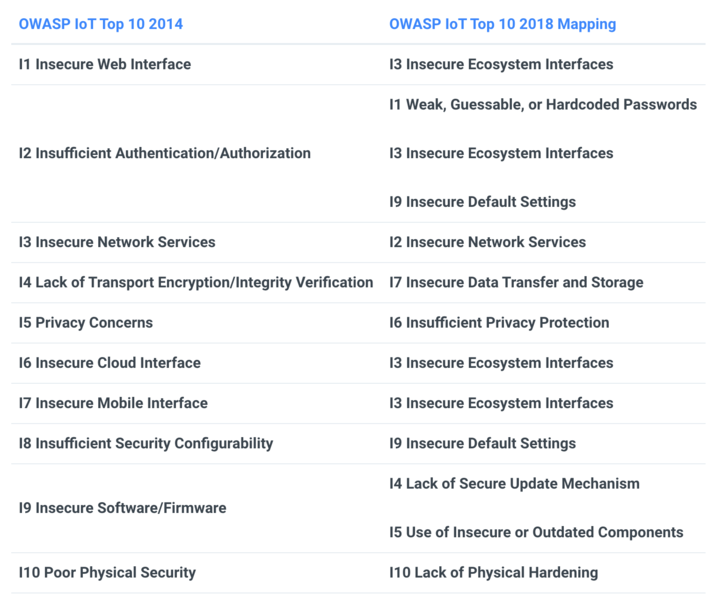 OWASP IoT Top 10 2014
OWASP IoT Top 10 2018 Mapping
I1 Insecure Web Interface
I3 Insecure Ecosystem Interfaces
I2 Insufficient Authentication/Authorization
I1 Weak, Guessable, or Hardcoded Passwords
I3 Insecure Ecosystem Interfaces
I9 Insecure Default Settings
I3 Insecure Network Services
I2 Insecure Network Services
I4 Lack of Transport Encryption/Integrity Verification
I7 Insecure Data Transfer and Storage
I5 Privacy Concerns
I6 Insufficient Privacy Protection
I6 Insecure Cloud Interface
I3 Insecure Ecosystem Interfaces
I7 Insecure Mobile Interface
I3 Insecure Ecosystem Interfaces
I8 Insufficient Security Configurability
I9 Insecure Default Settings
I9 Insecure Software/Firmware
I4 Lack of Secure Update Mechanism
I5 Use of Insecure or Outdated Components
I10 Poor Physical Security
I10 Lack of Physical Hardening